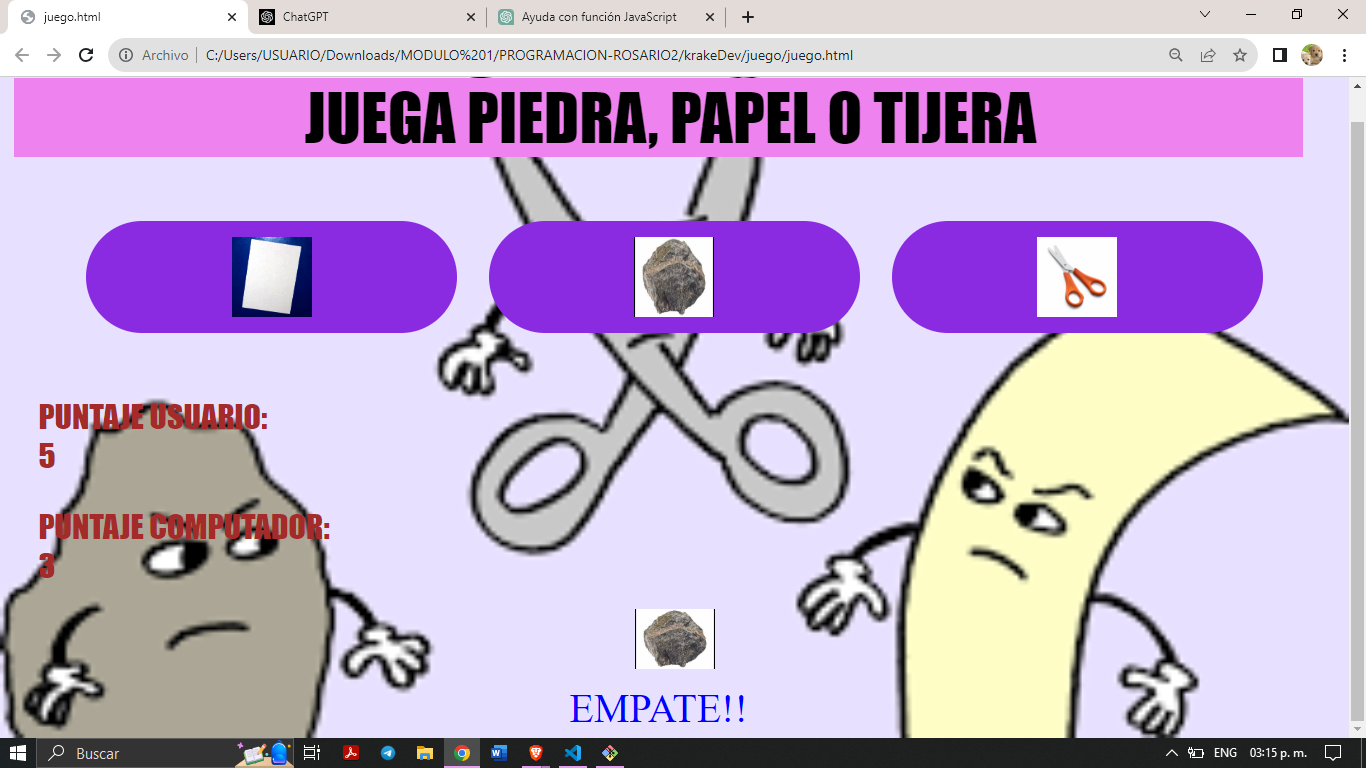 juego.html
ChatGPT
Ayuda con función JavaScript
Archivo
C:/Users/USUARIO/Downloads/MODULO%201/PROGRAMACION-ROSARIO2/krakeDev/juego/juego.html
JUEGA PIEDRA, PAPEL O TIJERA
PUNTAJE USUARIO:
5
PUNTAJE COMPUTADOR:
3
EMPATE!!
Buscar
ENG
03:15 p. m.